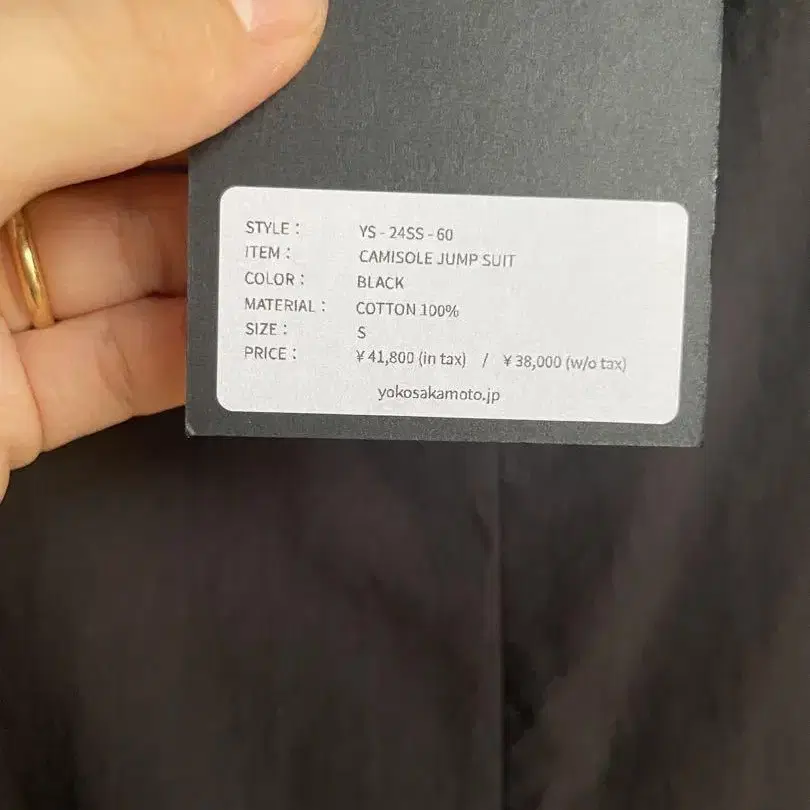 STYLE : YS - 24SS - 60
ITEM : CAMISOLE JUMP SUIT
COLOR : BLACK
MATERIAL : COTTON 100%
SIZE : S
PRICE : ¥ 41,800 (in tax) / ¥ 38,000 (w/o tax)
yokosakamoto.jp